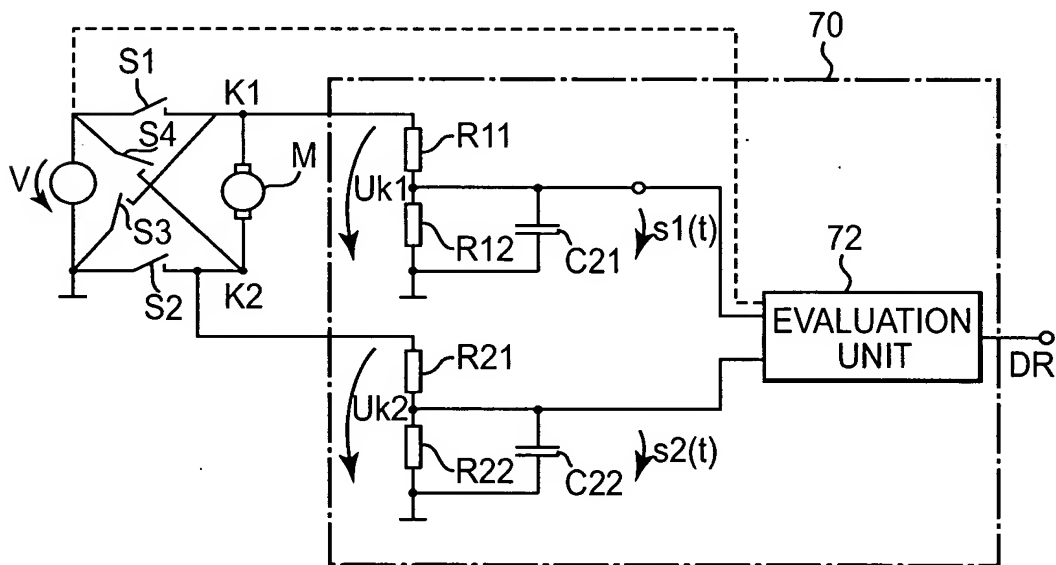 70
S1
K1
S4
R11
V
M
Uk1
S3
R12
C21
s1(t)
72
S2
K2
EVALUATION
UNIT
R21
DR
Uk2
R22
C22
s2(t)